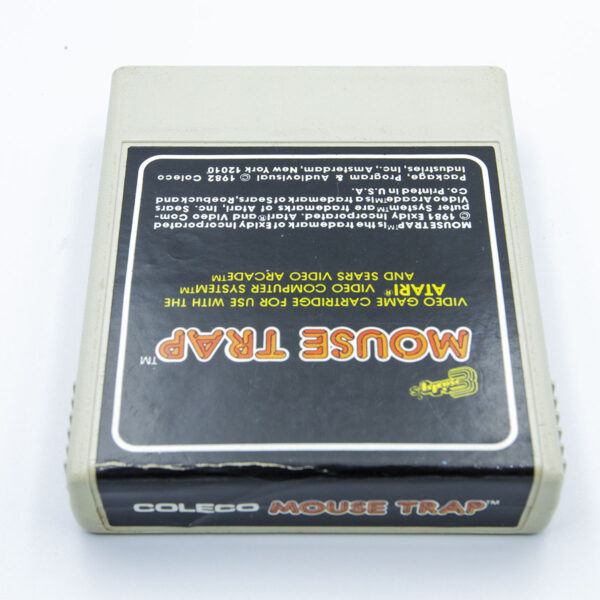 Exidy's
MOUSE TRAP™
VIDEO GAME CARTRIDGE FOR USE WITH THE
ATARI® VIDEO COMPUTER SYSTEM™
AND SEARS VIDEO ARCADE™
MOUSE TRAP™ is the trademark of Exidy Incorporated
© 1981 Exidy Incorporated. Atari® and Video Com-
puter System™ are trademarks of Atari, Inc. Sears
Video Arcade™ is a trademark of Sears, Roebuck and
Co. Printed in U.S.A.
Package, Program & Audiovisual © 1982 Coleco
Industries, Inc., Amsterdam, New York 12010
COLECO MOUSE TRAP™